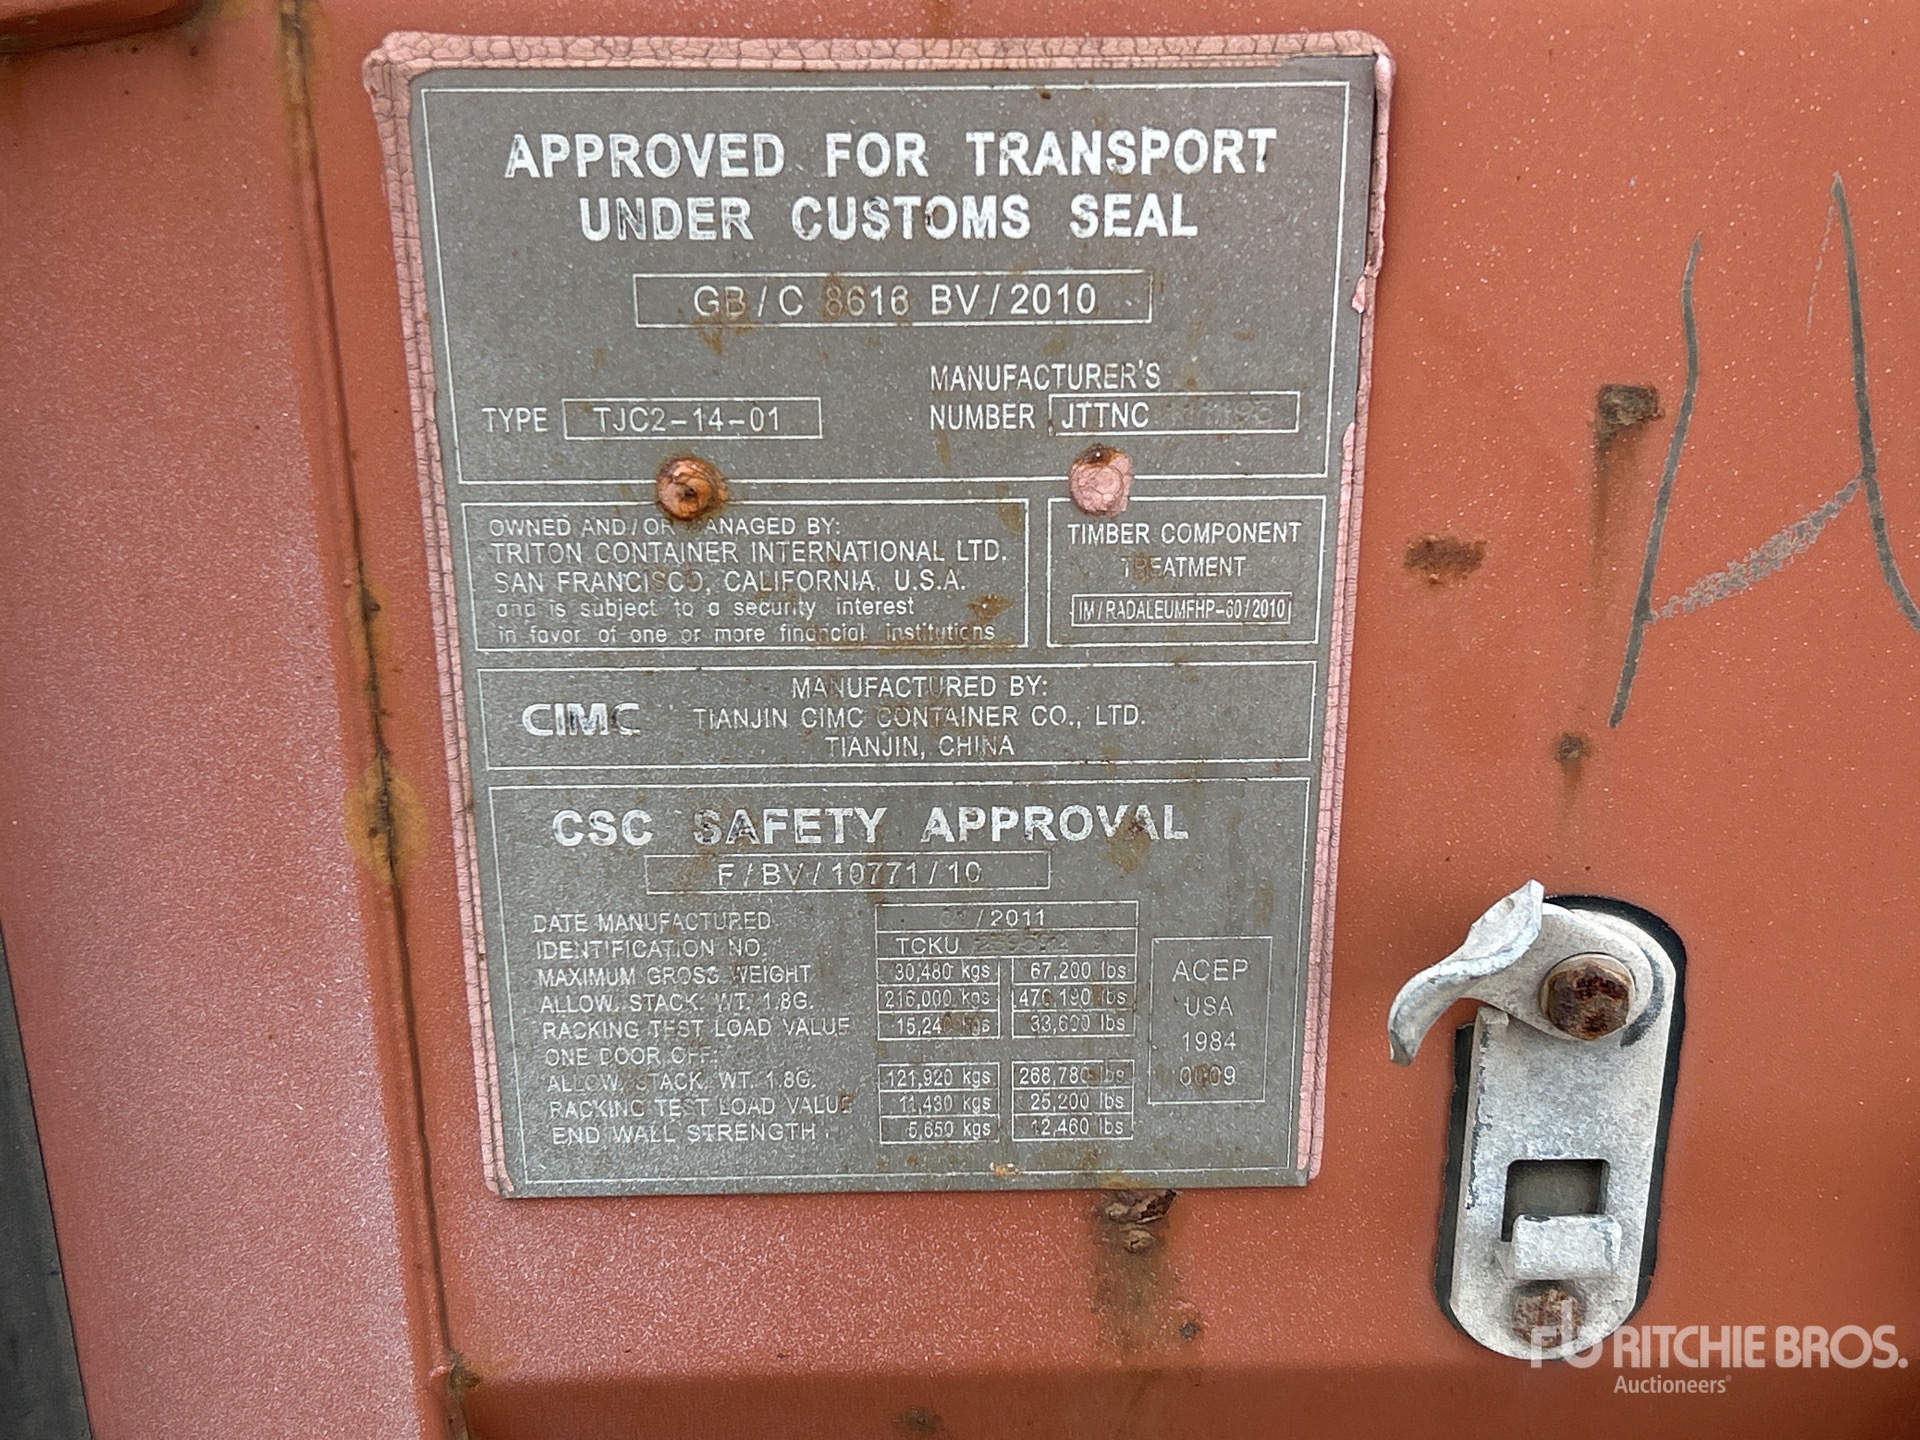 APPROVED FOR TRANSPORT
UNDER CUSTOMS SEAL
GB/C 8616 BV/2010
MANUFACTURER'S
TYPE TJC2-14-01 NUMBER JTTNC
OWNED AND/OR MANAGED BY:
TRITON CONTAINER INTERNATIONAL LTD.
SAN FRANCISCO, CALIFORNIA, U.S.A.
and is subject to a security interest
in favor of one or more financial institutions
TIMBER COMPONENT
TREATMENT
IM/RADALEUMFHP-60/2010
CIMC
MANUFACTURED BY:
TIANJIN CIMC CONTAINER CO., LTD.
TIANJIN, CHINA
CSC SAFETY APPROVAL
F/BV/10771/10
DATE MANUFACTURED /2011
IDENTIFICATION NO. TCKU
MAXIMUM GROSS WEIGHT 30,480 kgs 67,200 lbs
ALLOW. STACK. WT. 1.8G. 216,000 kgs 476,190 lbs
RACKING TEST LOAD VALUE 15,240 kgs 33,600 lbs
ONE DOOR OFF:
ALLOW. STACK. WT. 1.8G. 121,920 kgs 268,780 lbs
RACKING TEST LOAD VALUE 11,430 kgs 25,200 lbs
END WALL STRENGTH 5,650 kgs 12,460 lbs
ACEP
USA
1984
0009
RITCHIE BROS.
Auctioneers